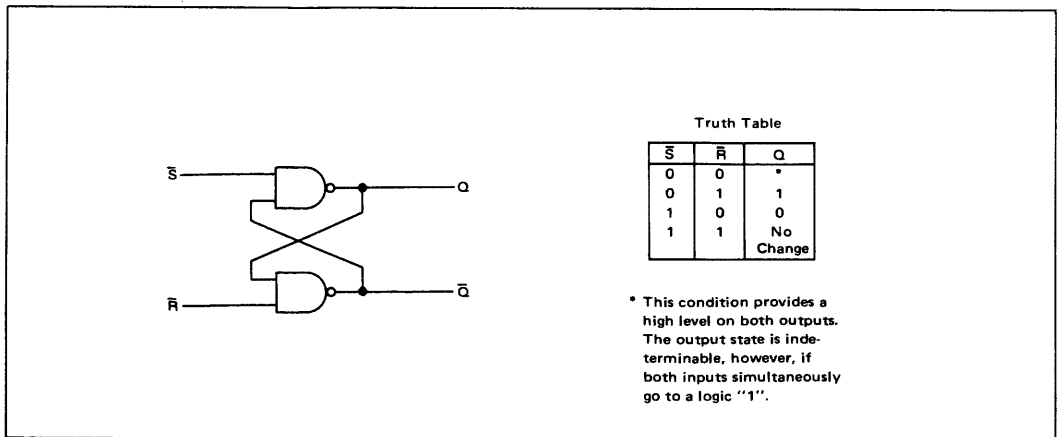 S̅
Q
R̅
Q̅
Truth Table
S̅ R̅ Q
0 0 *
0 1 1
1 0 0
1 1 No
Change
* This condition provides a
high level on both outputs.
The output state is inde-
terminable, however, if
both inputs simultaneously
go to a logic "1".